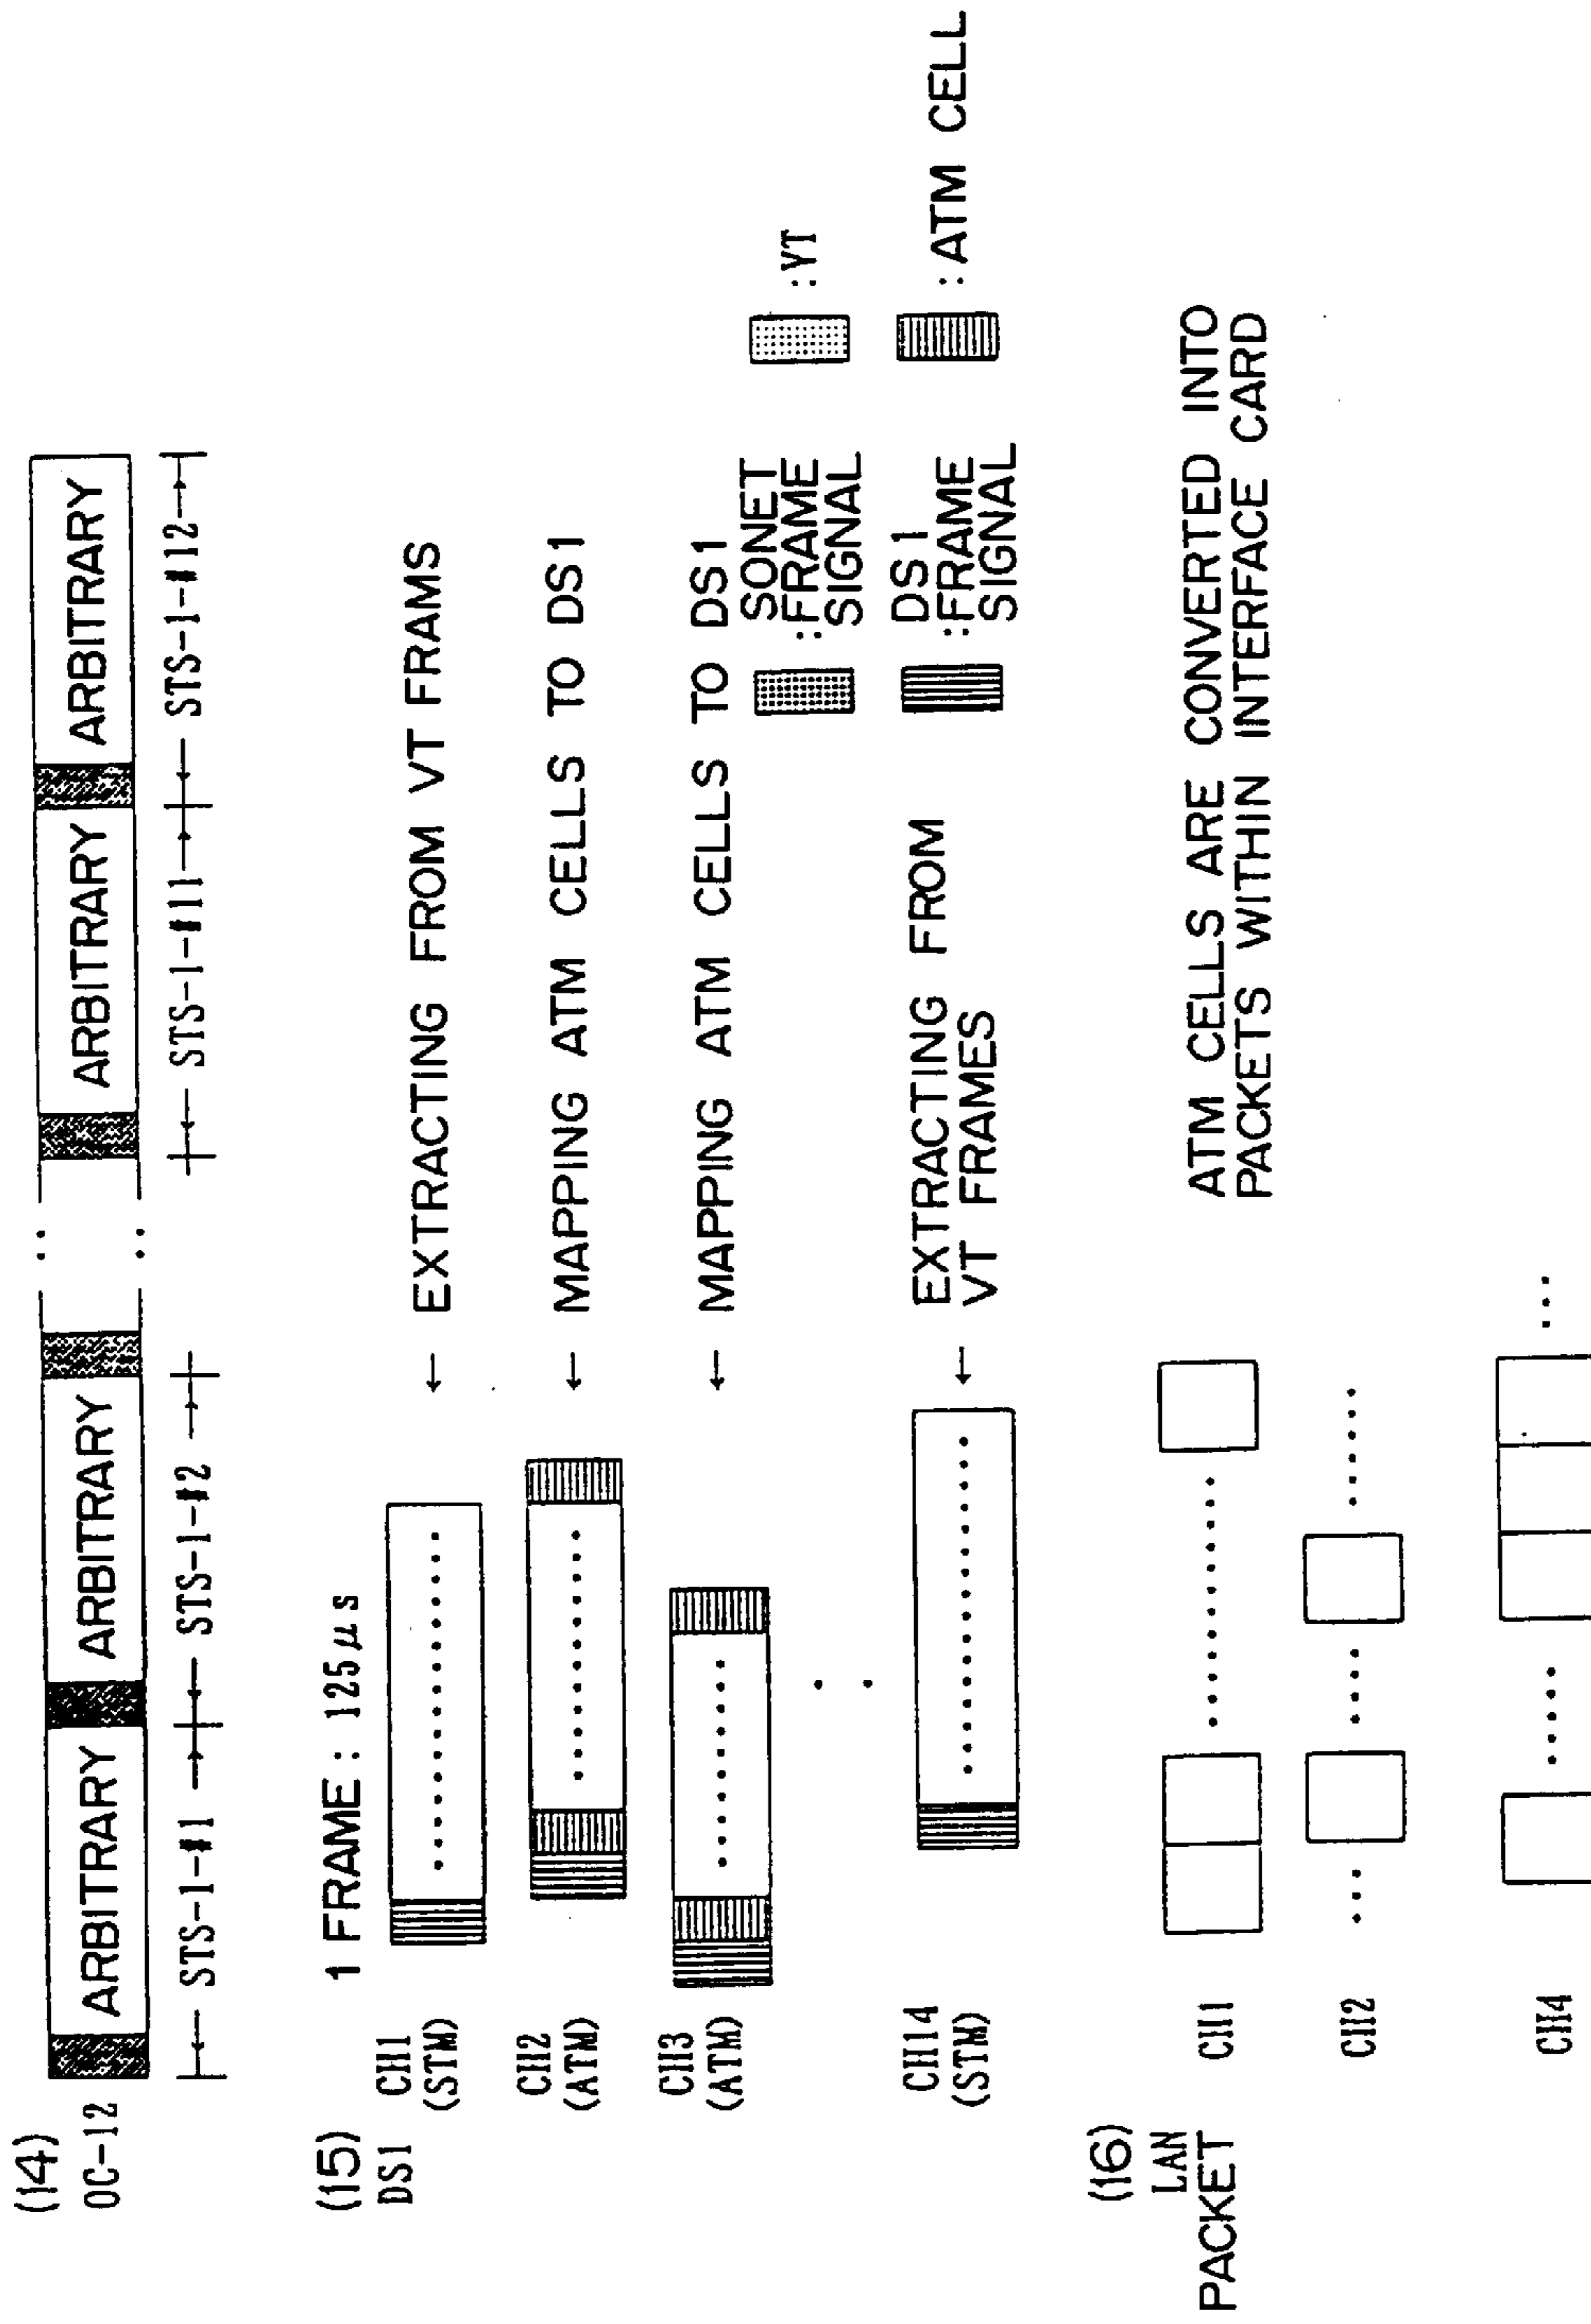 (14)
OC-12
ARBITRARY ARBITRARY ARBITRARY ARBITRARY
STS-1-#1 STS-1-#2 STS-1-#11 STS-1-#12
(15)
DS1
1 FRAME : 125μs
CH1
(STM)
← EXTRACTING FROM VT FRAMS
CH2
(ATM)
← MAPPING ATM CELLS TO DS1
CH3
(ATM)
← MAPPING ATM CELLS TO DS1
CH14
(STM)
← EXTRACTING FROM
VT FRAMES
SONET
:FRAME
SIGNAL
:VT
DS1
:FRAME
SIGNAL
: ATM CELL
(16)
LAN
PACKET
CH1
CH2
CH4
ATM CELLS ARE CONVERTED INTO
PACKETS WITHIN INTERFACE CARD